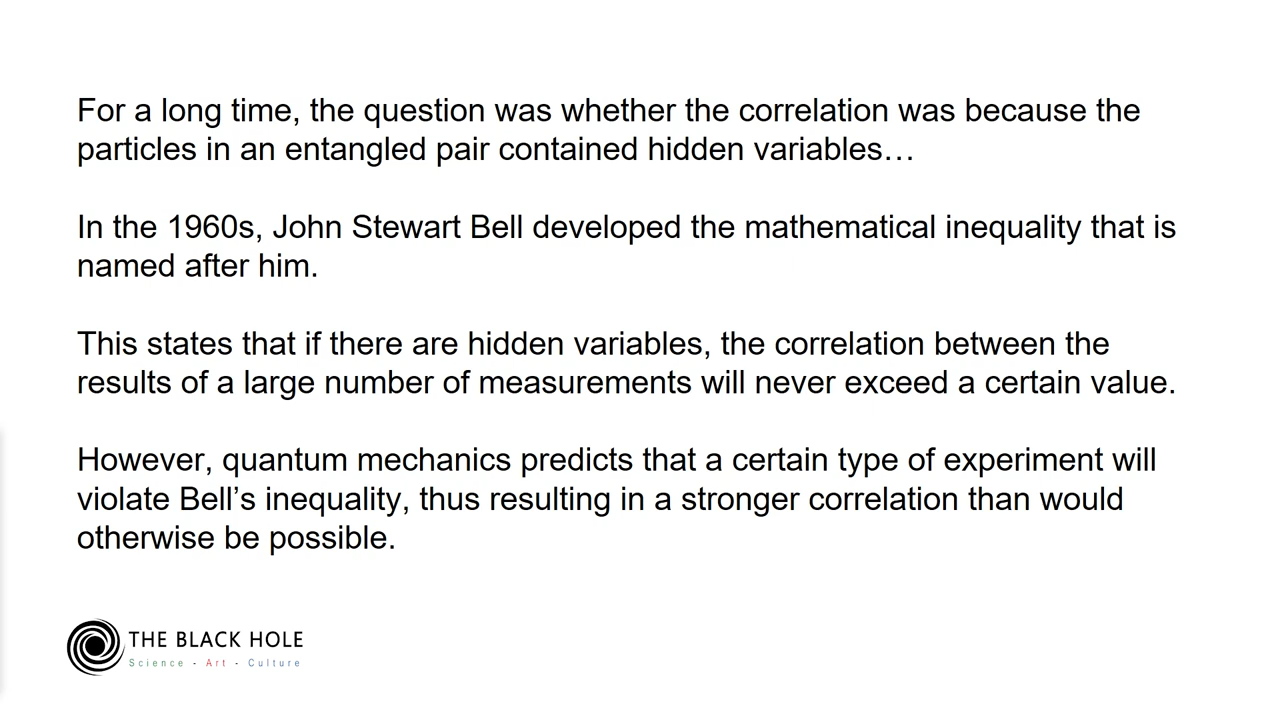 For a long time, the question was whether the correlation was because the
particles in an entangled pair contained hidden variables…
In the 1960s, John Stewart Bell developed the mathematical inequality that is
named after him.
This states that if there are hidden variables, the correlation between the
results of a large number of measurements will never exceed a certain value.
However, quantum mechanics predicts that a certain type of experiment will
violate Bell’s inequality, thus resulting in a stronger correlation than would
otherwise be possible.
THE BLACK HOLE
Science - Art - Culture